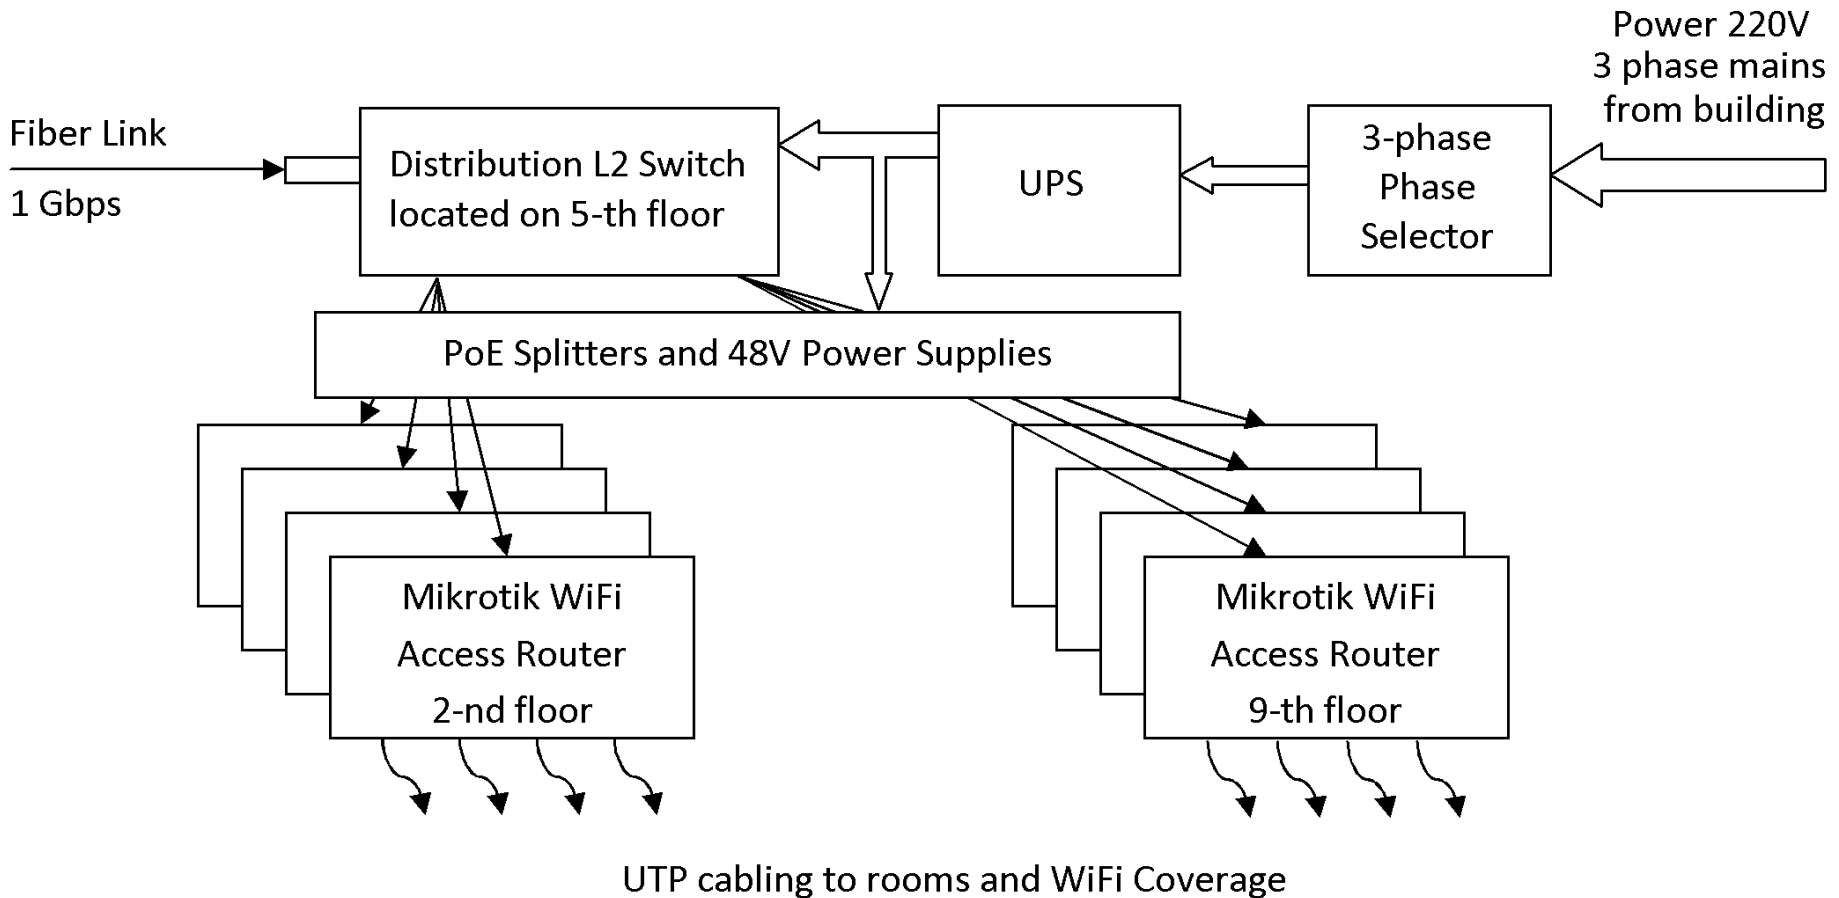 Power 220V
3 phase mains
from building
Fiber Link
1 Gbps
Distribution L2 Switch
located on 5-th floor
UPS
3-phase
Phase
Selector
PoE Splitters and 48V Power Supplies
Mikrotik WiFi
Access Router
2-nd floor
Mikrotik WiFi
Access Router
9-th floor
UTP cabling to rooms and WiFi Coverage